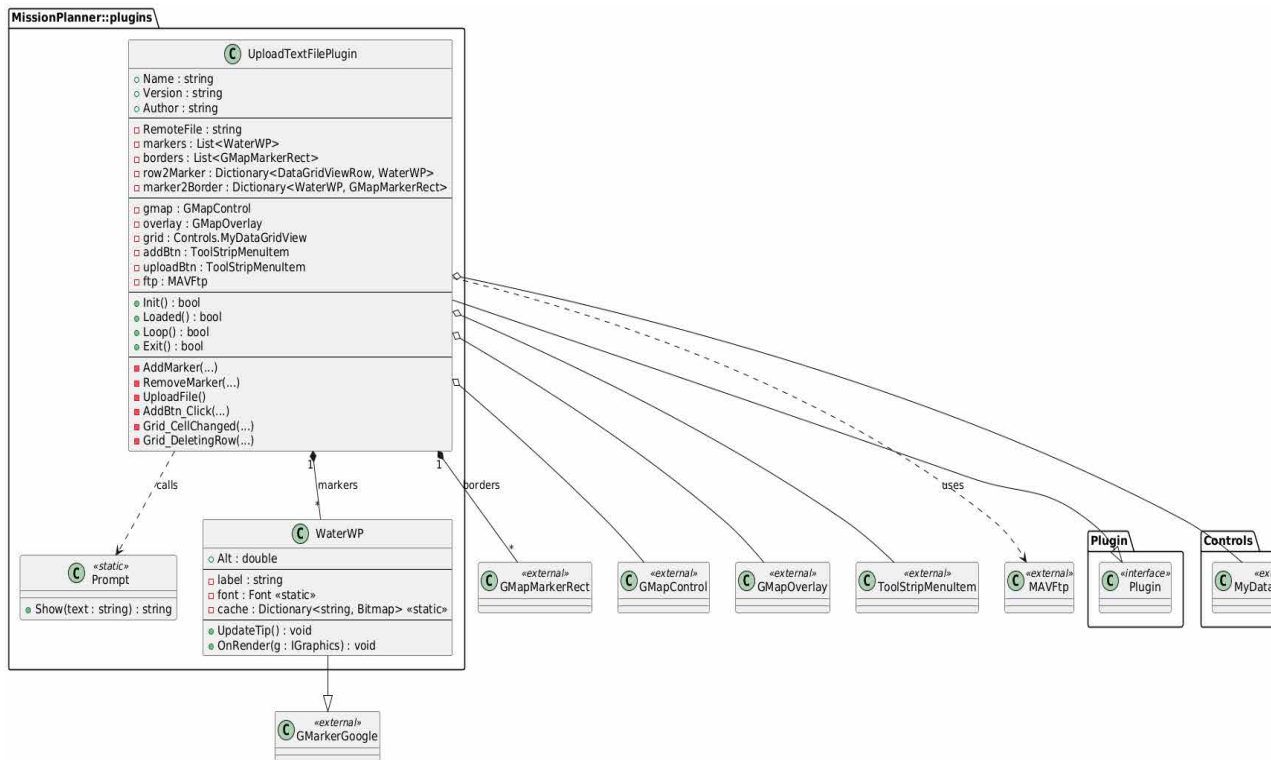 MissionPlanner::plugins
C UploadTextFilePlugin
Name : string
Version : string
Author : string
RemoteFile : string
markers : List<WaterWP>
borders : List<GMapMarkerRect>
row2Marker : Dictionary<DataGridViewRow, WaterWP>
marker2Border : Dictionary<WaterWP, GMapMarkerRect>
gmap : GMapControl
overlay : GMapOverlay
grid : Controls.MyDataGridView
addBtn : ToolStripMenuItem
uploadBtn : ToolStripMenuItem
ftp : MAVFtp
Init() : bool
Loaded() : bool
Loop() : bool
Exit() : bool
AddMarker(...)
RemoveMarker(...)
UploadFile()
AddBtn_Click(...)
Grid_CellChanged(...)
Grid_DeletingRow(...)
1
1
calls
markers
borders
uses
*
*
C «static»
Prompt
Show(text : string) : string
C WaterWP
Alt : double
label : string
font : Font «static»
cache : Dictionary<string, Bitmap> «static»
UpdateTip() : void
OnRender(g : IGraphics) : void
C «external»
GMapMarkerRect
C «external»
GMapControl
C «external»
GMapOverlay
C «external»
ToolStripMenuItem
C «external»
MAVFtp
Plugin
C «interface»
Plugin
Controls
C «ex
MyData
C «external»
GMarkerGoogle